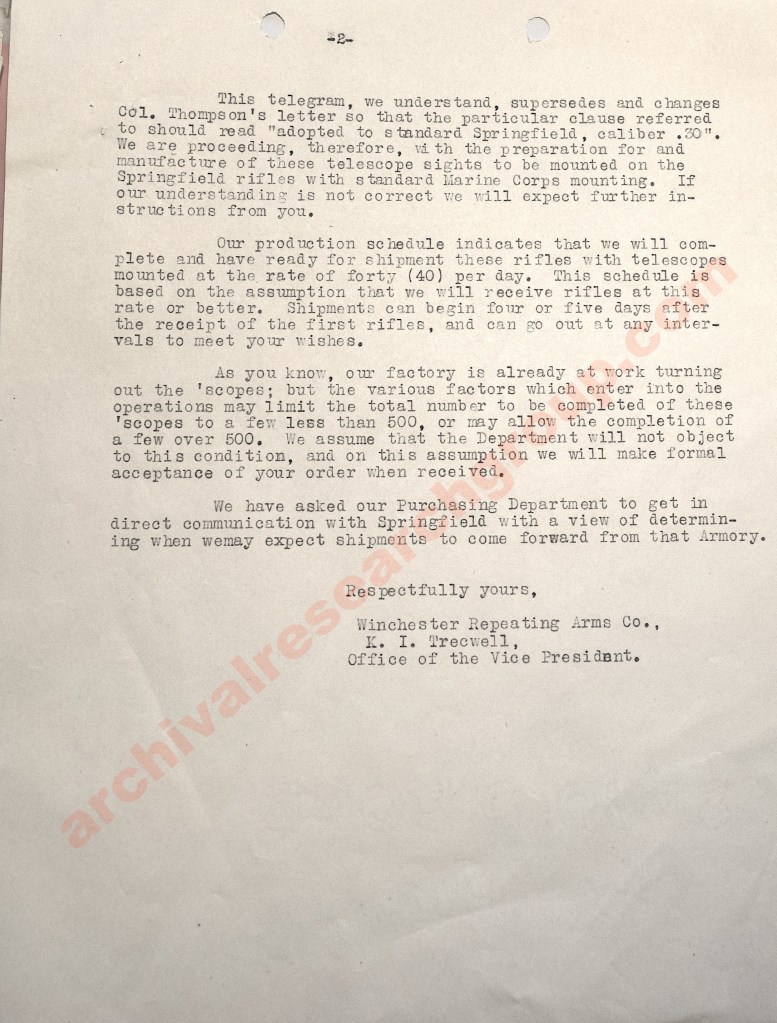 -2-
This telegram, we understand, supersedes and changes
Col. Thompson's letter so that the particular clause referred
to should read "adopted to standard Springfield, caliber .30".
We are proceeding, therefore, with the preparation for and
manufacture of these telescope sights to be mounted on the
Springfield rifles with standard Marine Corps mounting.  If
our understanding is not correct we will expect further in-
structions from you.
Our production schedule indicates that we will com-
plete and have ready for shipment these rifles with telescopes
mounted at the rate of forty (40) per day.  This schedule is
based on the assumption that we will receive rifles at this
rate or better.  Shipments can begin four or five days after
the receipt of the first rifles, and can go out at any inter-
vals to meet your wishes.
As you know, our factory is already at work turning
out the 'scopes; but the various factors which enter into the
operations may limit the total number to be completed of these
'scopes to a few less than 500, or may allow the completion of
a few over 500.  We assume that the Department will not object
to this condition, and on this assumption we will make formal
acceptance of your order when received.
We have asked our Purchasing Department to get in
direct communication with Springfield with a view of determin-
ing when wemay expect shipments to come forward from that Armory.
Respectfully yours,
Winchester Repeating Arms Co.,
K. I. Trecwell,
Office of the Vice President.
archivalresearchgroup.com